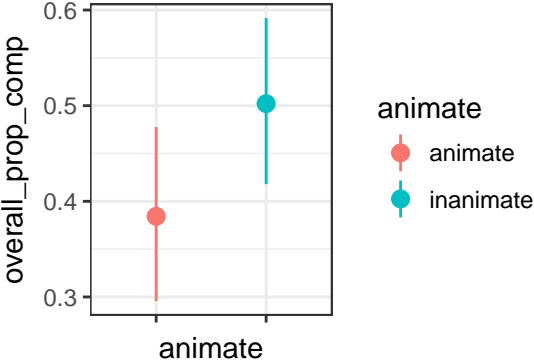 overall_prop_comp
0.6
0.5
0.4
0.3
animate
animate
animate
inanimate